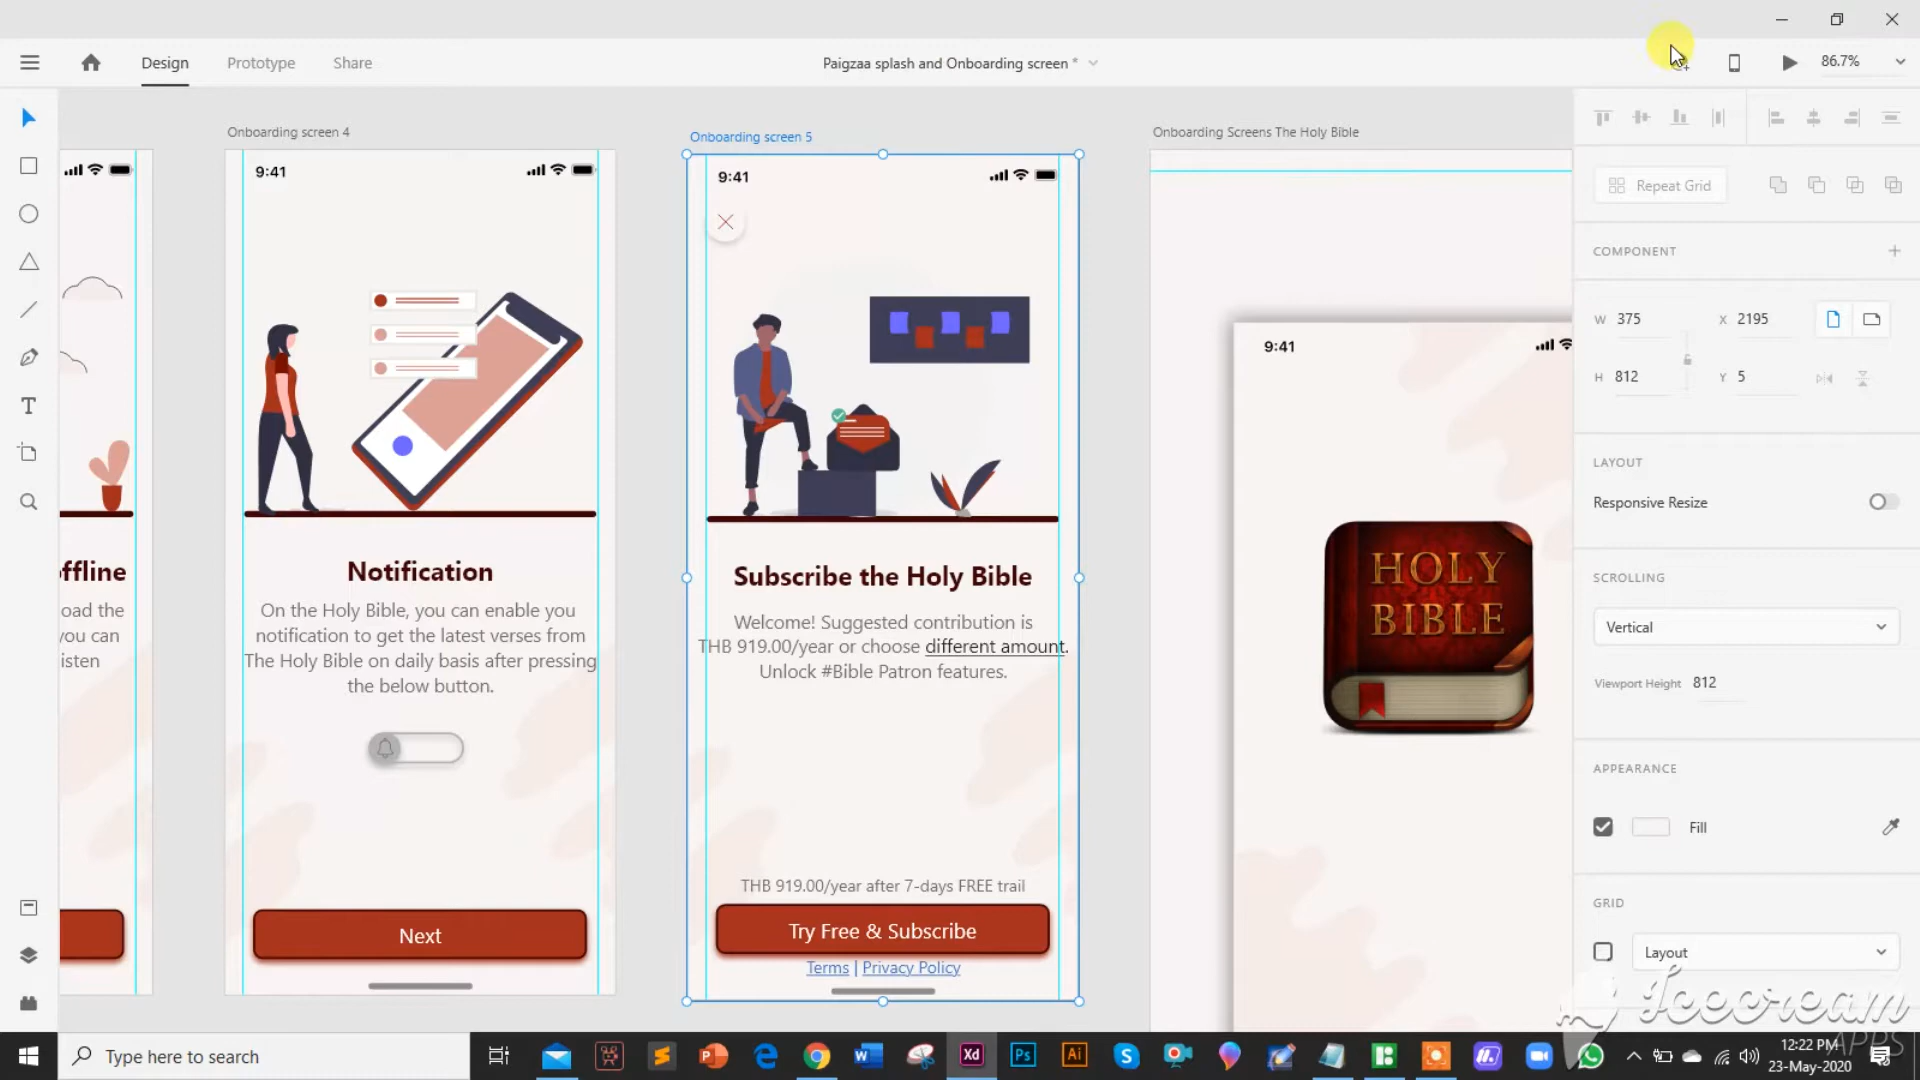 Design
Prototype
Share
Paigzaa splash and Onboarding screen *
86.7%
Onboarding screen 4
Onboarding screen 5
Onboarding Screens The Holy Bible
9:41
9:41
9:41
ffline
oad the
you can
isten
Notification
On the Holy Bible, you can enable you
notification to get the latest verses from
The Holy Bible on daily basis after pressing
the below button.
Next
Subscribe the Holy Bible
Welcome! Suggested contribution is
THB 919.00/year or choose different amount.
Unlock #Bible Patron features.
THB 919.00/year after 7-days FREE trail
Try Free & Subscribe
Terms | Privacy Policy
HOLY
BIBLE
Repeat Grid
COMPONENT
W 375
X 2195
H 812
Y 5
LAYOUT
Responsive Resize
SCROLLING
Vertical
Viewport Height 812
APPEARANCE
Fill
GRID
Layout
Icecream
APPS
Type here to search
Xd
Ps
Ai
12:22 PM
23-May-2020